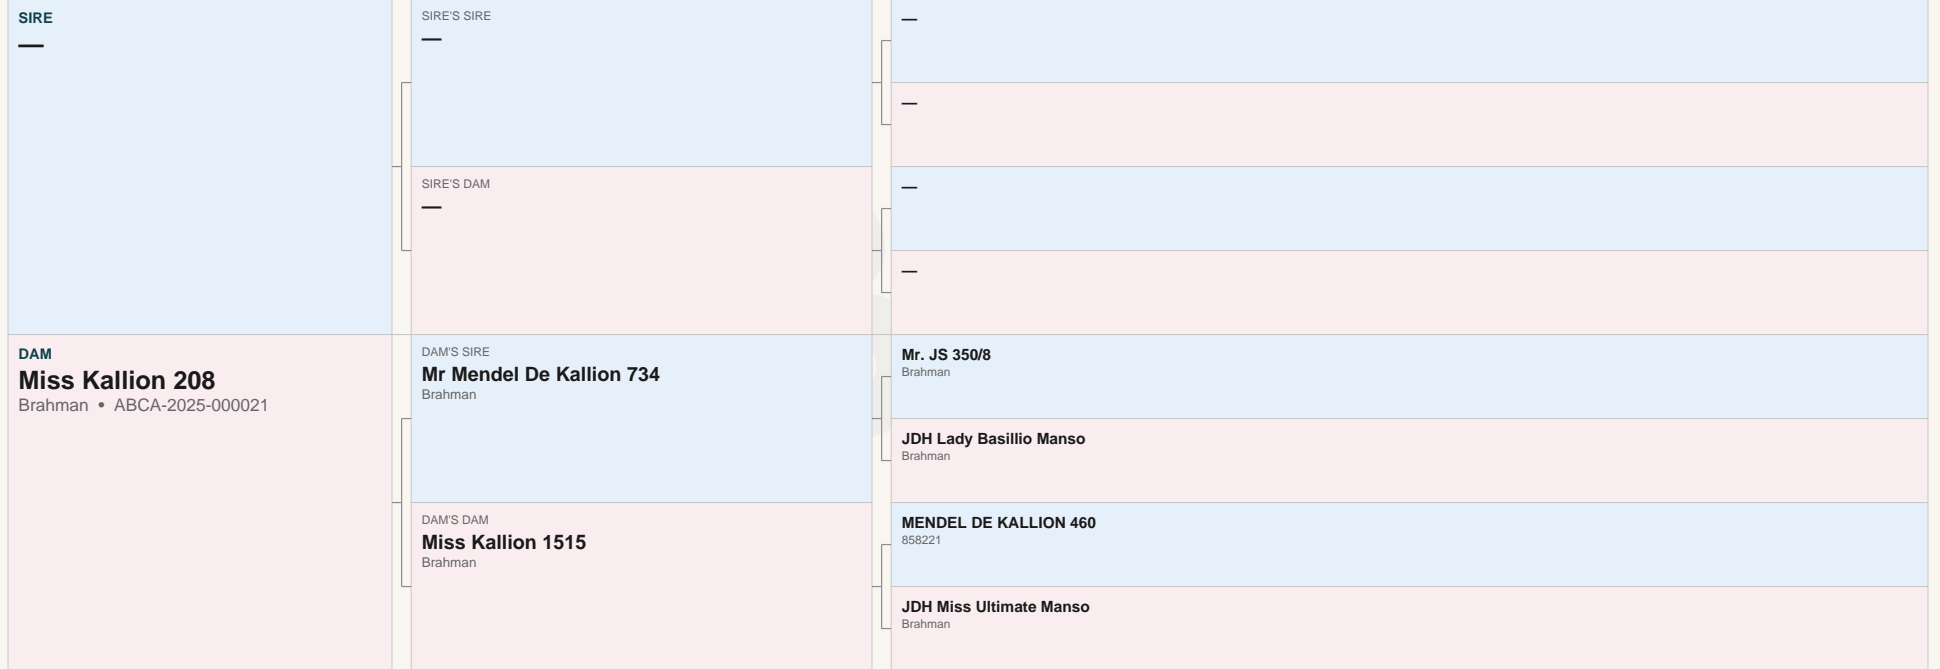 SIRE
—
SIRE'S SIRE
—
—
—
SIRE'S DAM
—
—
—
DAM
Miss Kallion 208
Brahman • ABCA-2025-000021
DAM'S SIRE
Mr Mendel De Kallion 734
Brahman
Mr. JS 350/8
Brahman
JDH Lady Basillio Manso
Brahman
DAM'S DAM
Miss Kallion 1515
Brahman
MENDEL DE KALLION 460
858221
JDH Miss Ultimate Manso
Brahman